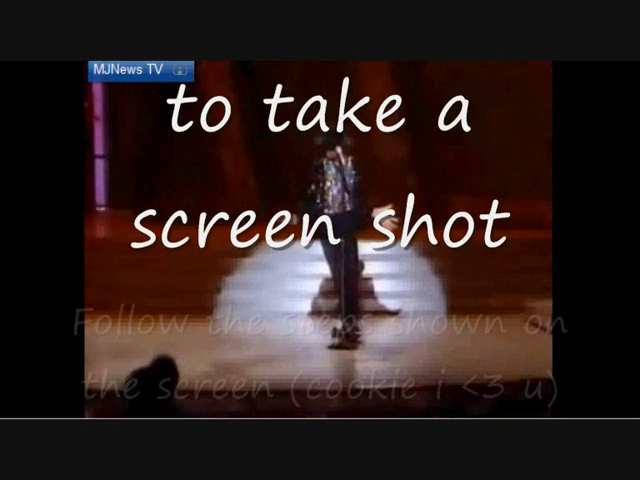 MJNews TV
to take a
screen shot
Follow the steps shown on
the screen (cookie i <3 u)